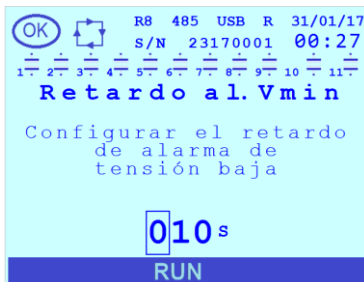 OK R8 485 USB R 31/01/17
S/N 23170001 00:27
1 2 3 4 5 6 7 8 9 10 11
Retardo al. Vmin
Configurar el retardo
de alarma de
tensión baja
010 s
RUN